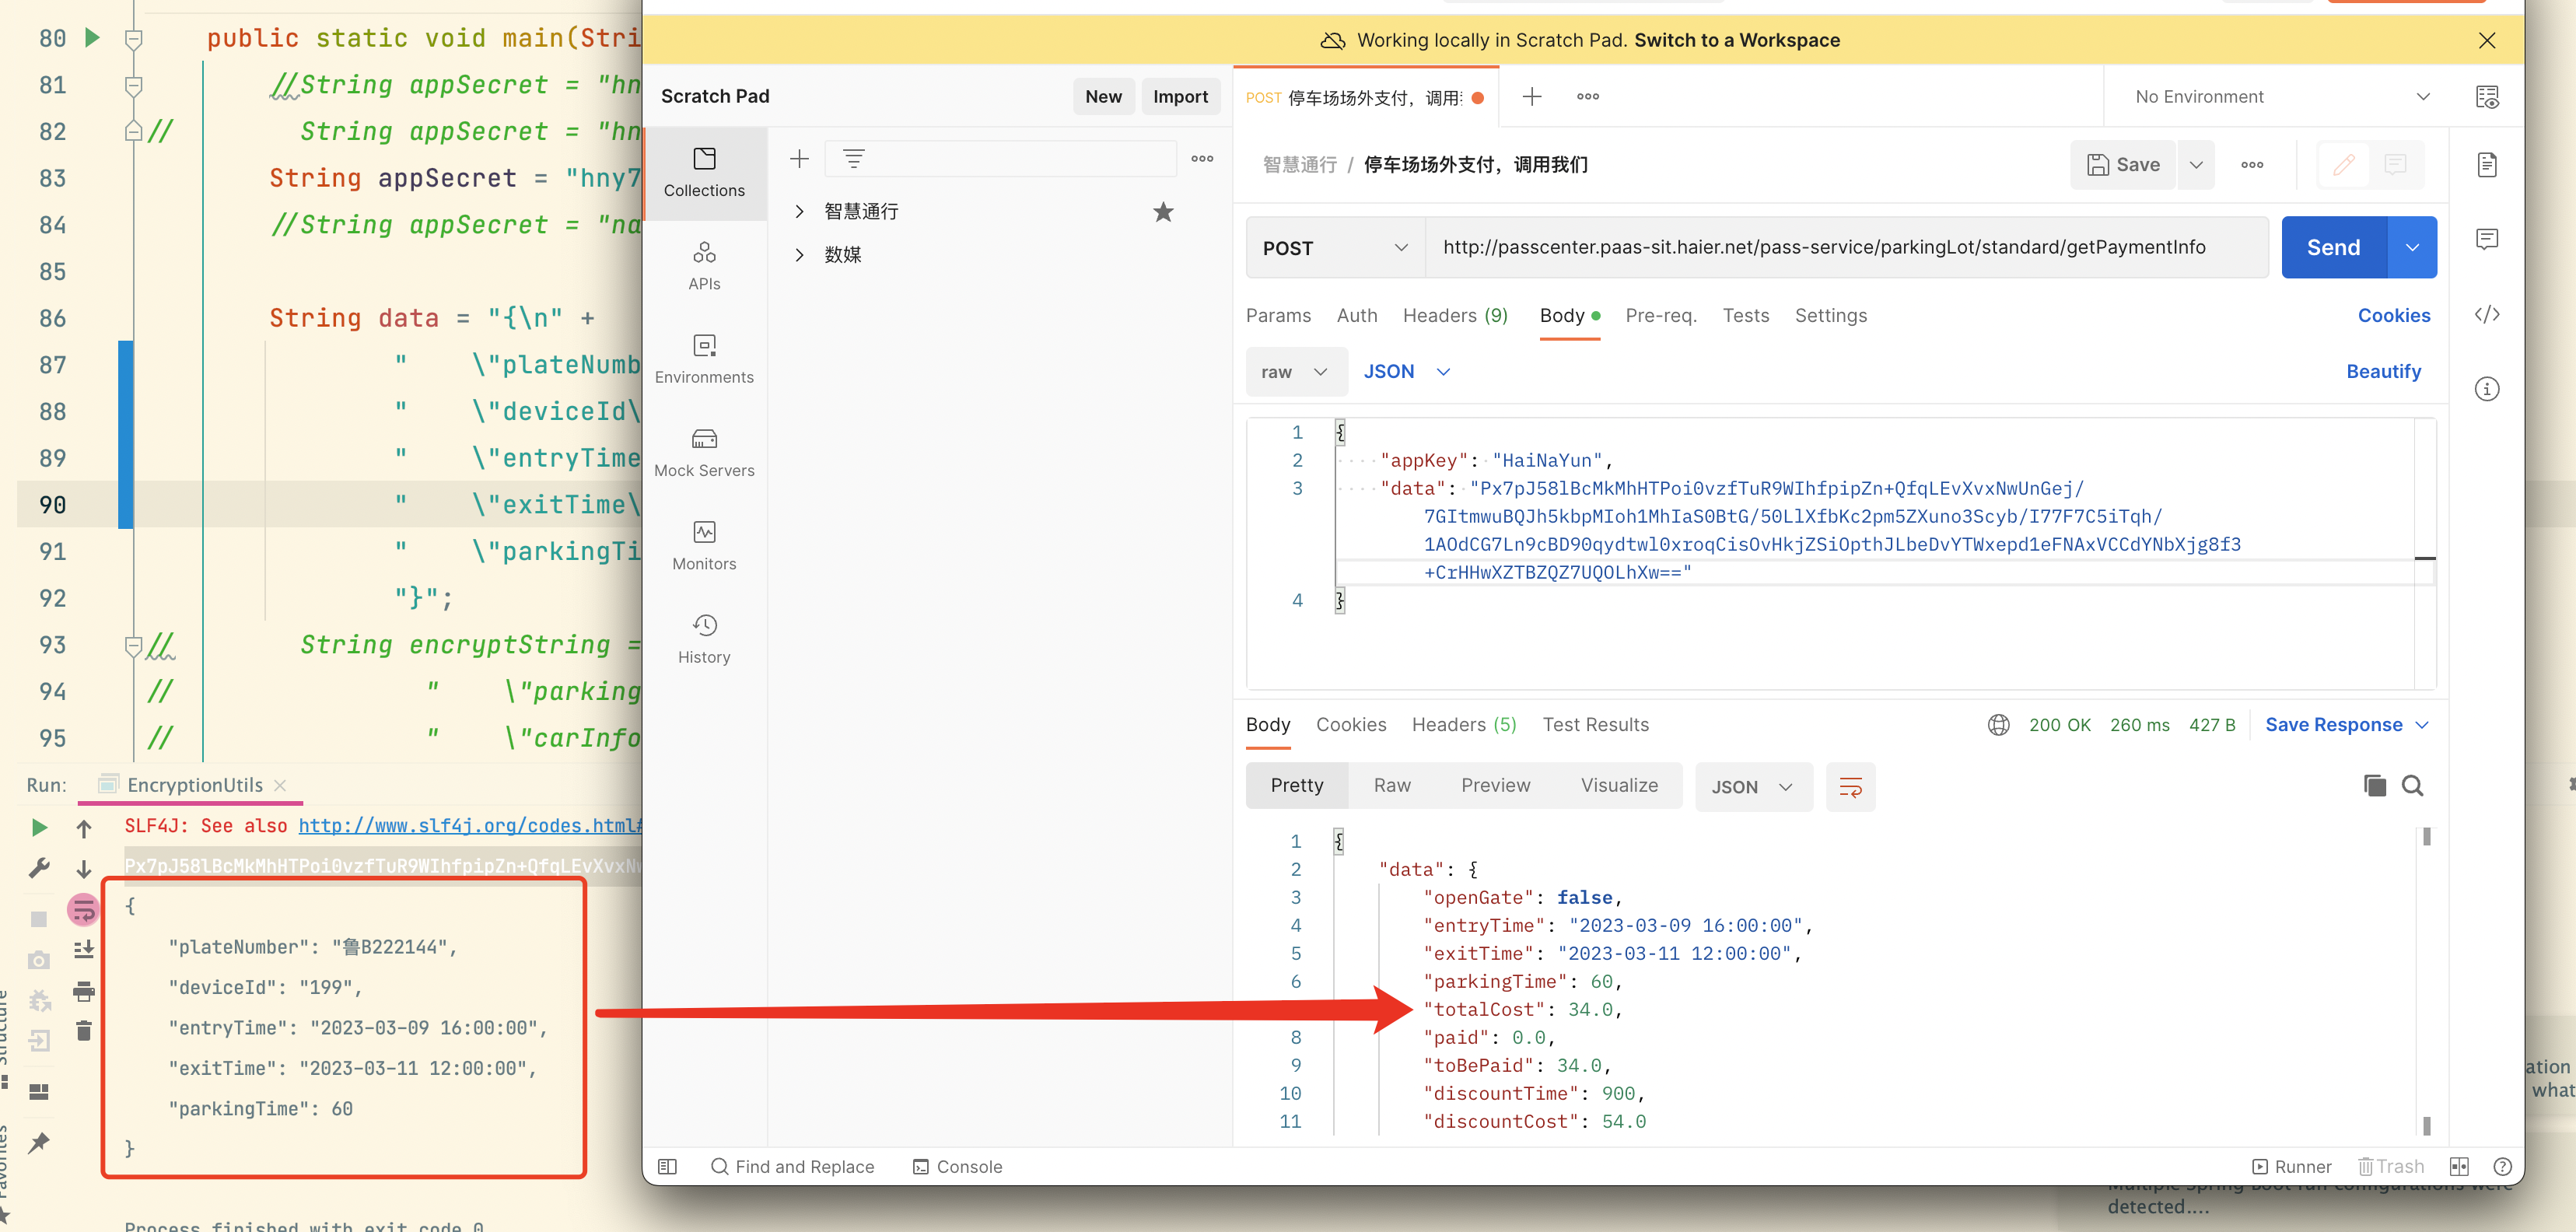 80 public static void main(Stri
81 //String appSecret = "hn
82 // String appSecret = "hn
83 String appSecret = "hny7
84 //String appSecret = "na
85
86 String data = "{\n" +
87 " \"plateNumb
88 " \"deviceId\
89 " \"entryTime
90 " \"exitTime\
91 " \"parkingTi
92 "}";
93 // String encryptString =
94 // " \"parking
95 // " \"carInfo
Run: EncryptionUtils
SLF4J: See also http://www.slf4j.org/codes.html#
Px7pJ58lBcMkMhHTPoi0vzfTuR9WIhfpipZn+QfqLEvXvxNw
{
"plateNumber": "鲁B222144",
"deviceId": "199",
"entryTime": "2023-03-09 16:00:00",
"exitTime": "2023-03-11 12:00:00",
"parkingTime": 60
}
Process finished with exit code 0
Structure
Favorites
Working locally in Scratch Pad. Switch to a Workspace
Scratch Pad
New
Import
Collections
APIs
Environments
Mock Servers
Monitors
History
智慧通行
数媒
POST 停车场场外支付，调用
No Environment
智慧通行 / 停车场场外支付，调用我们
Save
POST
http://passcenter.paas-sit.haier.net/pass-service/parkingLot/standard/getPaymentInfo
Send
Params Auth Headers (9) Body Pre-req. Tests Settings
Cookies
raw JSON
Beautify
1 {
2 "appKey": "HaiNaYun",
3 "data": "Px7pJ58lBcMkMhHTPoi0vzfTuR9WIhfpipZn+QfqLEvXvxNwUnGej/
7GItmwuBQJh5kbpMIoh1MhIaS0BtG/50LlXfbKc2pm5ZXuno3Scyb/I77F7C5iTqh/
1AOdCG7Ln9cBD90qydtwl0xroqCisOvHkjZSiOpthJLbeDvYTWxepd1eFNAxVCCdYNbXjg8f3
+CrHHwXZTBZQZ7UQOLhXw=="
4 }
Body Cookies Headers (5) Test Results
200 OK 260 ms 427 B Save Response
Pretty Raw Preview Visualize JSON
1 {
2 "data": {
3 "openGate": false,
4 "entryTime": "2023-03-09 16:00:00",
5 "exitTime": "2023-03-11 12:00:00",
6 "parkingTime": 60,
"totalCost": 34.0,
8 "paid": 0.0,
9 "toBePaid": 34.0,
10 "discountTime": 900,
11 "discountCost": 54.0
Find and Replace
Console
Runner
Trash
ation
what
Multiple Spring Boot run configurations were
detected....